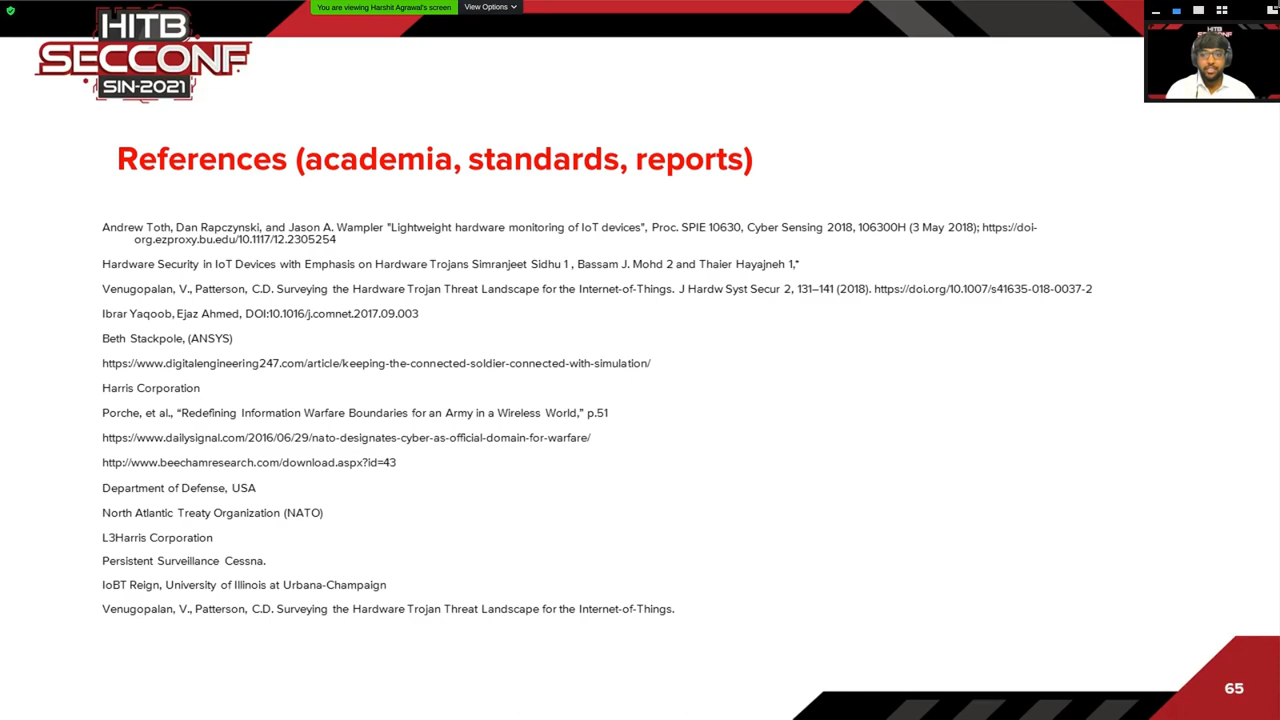 You are viewing Harshit Agrawal's screen
View Options
HITB
SECCONF
SIN-2021
HITB
References (academia, standards, reports)
Andrew Toth, Dan Rapczynski, and Jason A. Wampler "Lightweight hardware monitoring of IoT devices", Proc. SPIE 10630, Cyber Sensing 2018, 106300H (3 May 2018); https://doi-
org.ezproxy.bu.edu/10.1117/12.2305254
Hardware Security in IoT Devices with Emphasis on Hardware Trojans Simranjeet Sidhu 1 , Bassam J. Mohd 2 and Thaier Hayajneh 1,*
Venugopalan, V., Patterson, C.D. Surveying the Hardware Trojan Threat Landscape for the Internet-of-Things. J Hardw Syst Secur 2, 131–141 (2018). https://doi.org/10.1007/s41635-018-0037-2
Ibrar Yaqoob, Ejaz Ahmed, DOI:10.1016/j.comnet.2017.09.003
Beth Stackpole, (ANSYS)
https://www.digitalengineering247.com/article/keeping-the-connected-soldier-connected-with-simulation/
Harris Corporation
Porche, et al., “Redefining Information Warfare Boundaries for an Army in a Wireless World,” p.51
https://www.dailysignal.com/2016/06/29/nato-designates-cyber-as-official-domain-for-warfare/
http://www.beechamresearch.com/download.aspx?id=43
Department of Defense, USA
North Atlantic Treaty Organization (NATO)
L3Harris Corporation
Persistent Surveillance Cessna.
IoBT Reign, University of Illinois at Urbana-Champaign
Venugopalan, V., Patterson, C.D. Surveying the Hardware Trojan Threat Landscape for the Internet-of-Things.
65